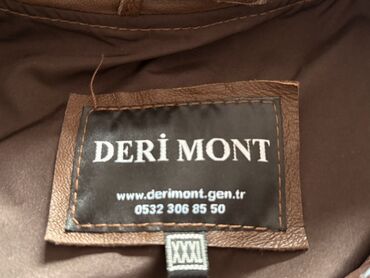 DERİ MONT
www.derimont.gen.tr
0532 306 85 50
XXXL